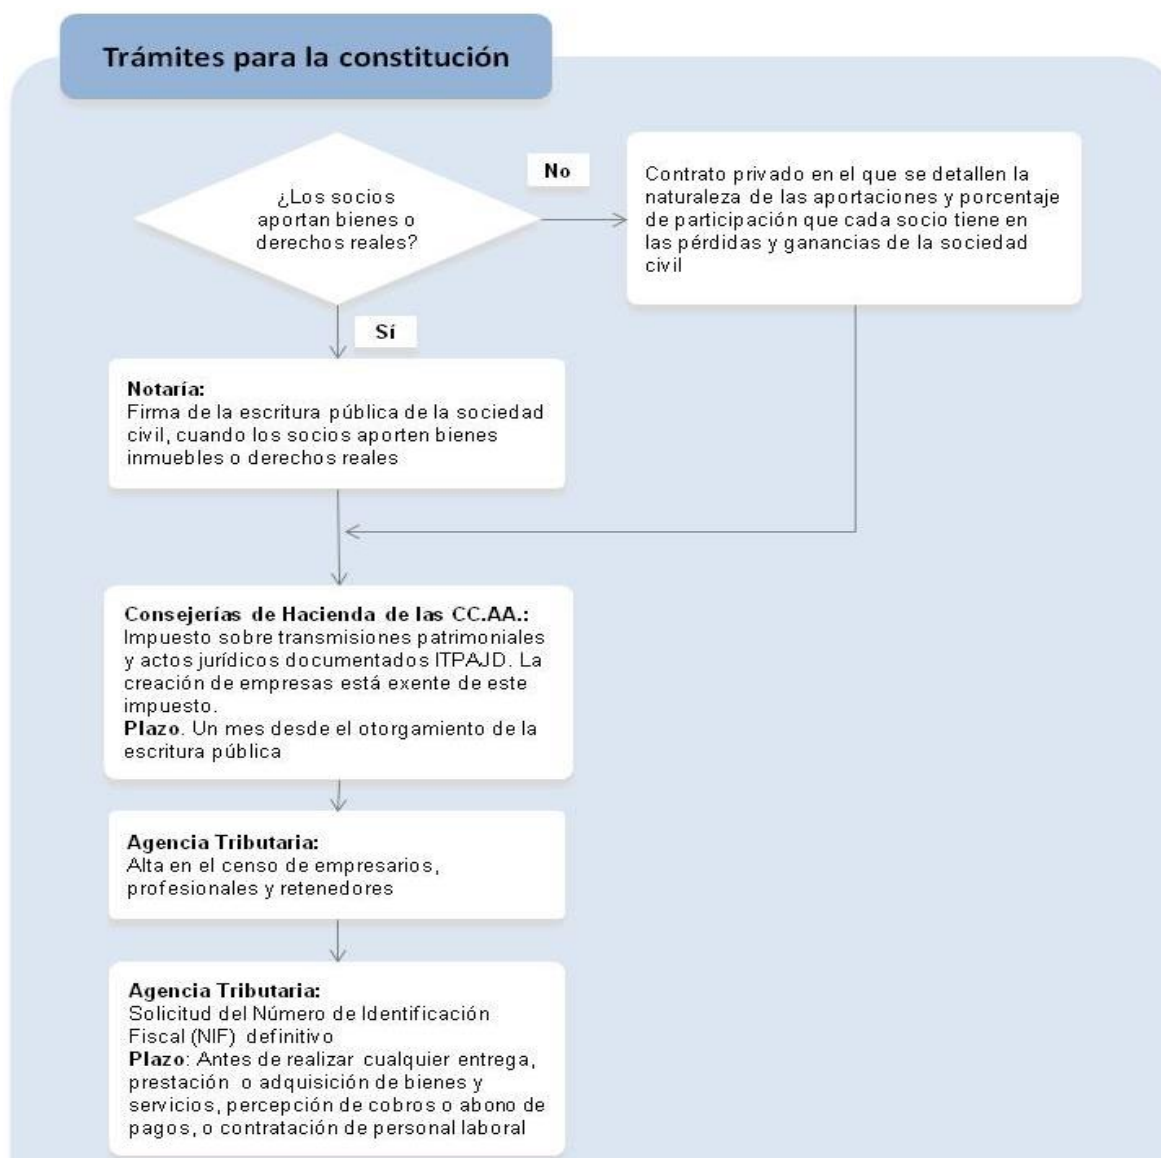 Trámites para la constitución
¿Los socios
aportan bienes o
derechos reales?
No
Contrato privado en el que se detallen la
naturaleza de las aportaciones y porcentaje
de participación que cada socio tiene en
las pérdidas y ganancias de la sociedad
civil
Sí
Notaría:
Firma de la escritura pública de la sociedad
civil, cuando los socios aporten bienes
inmuebles o derechos reales
Consejerías de Hacienda de las CC.AA.:
Impuesto sobre transmisiones patrimoniales
y actos jurídicos documentados ITPAJD. La
creación de empresas está exente de este
impuesto.
Plazo. Un mes desde el otorgamiento de la
escritura pública
Agencia Tributaria:
Alta en el censo de empresarios,
profesionales y retenedores
Agencia Tributaria:
Solicitud del Número de Identificación
Fiscal (NIF) definitivo
Plazo: Antes de realizar cualquier entrega,
prestación o adquisición de bienes y
servicios, percepción de cobros o abono de
pagos, o contratación de personal laboral